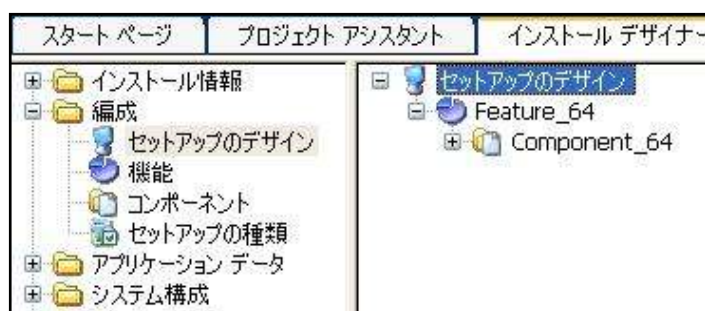 スタート ページ
プロジェクト アシスタント
インストール デザイナー
インストール情報
編成
セットアップのデザイン
機能
コンポーネント
セットアップの種類
アプリケーション データ
システム構成
セットアップのデザイン
Feature_64
Component_64